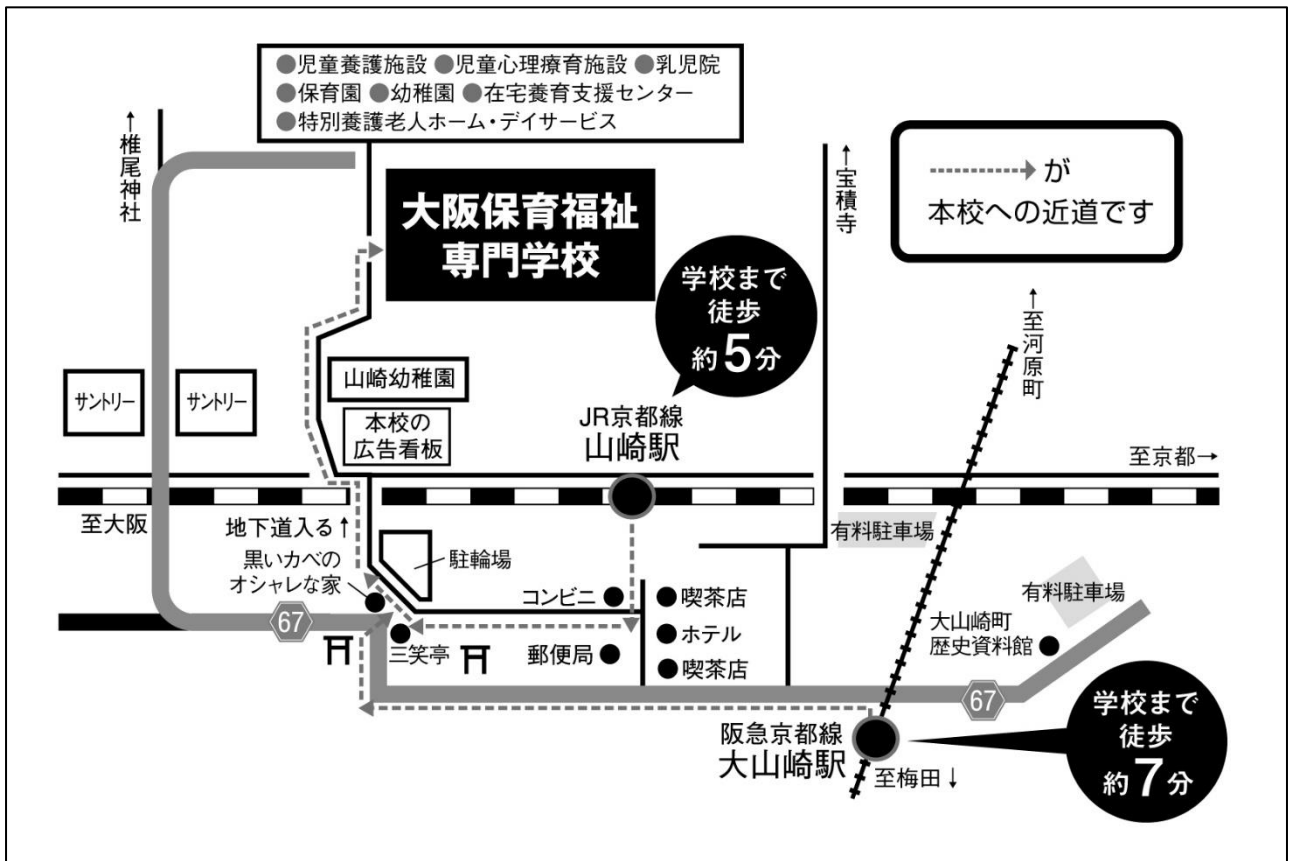 ●児童養護施設 ●児童心理療育施設 ●乳児院
●保育園 ●幼稚園 ●在宅養育支援センター
●特別養護老人ホーム・デイサービス
↑椎尾神社
大阪保育福祉
専門学校
↑宝積寺
が
本校への近道です
学校まで
徒歩
約5分
↑至河原町
サントリー
サントリー
山崎幼稚園
本校の
広告看板
JR京都線
山崎駅
至京都→
至大阪
地下道入る↑
黒いカベの
オシャレな家
駐輪場
有料駐車場
有料駐車場
コンビニ
喫茶店
ホテル
喫茶店
67
三笑亭
郵便局
大山崎町
歴史資料館
67
阪急京都線
大山崎駅
至梅田↓
学校まで
徒歩
約7分